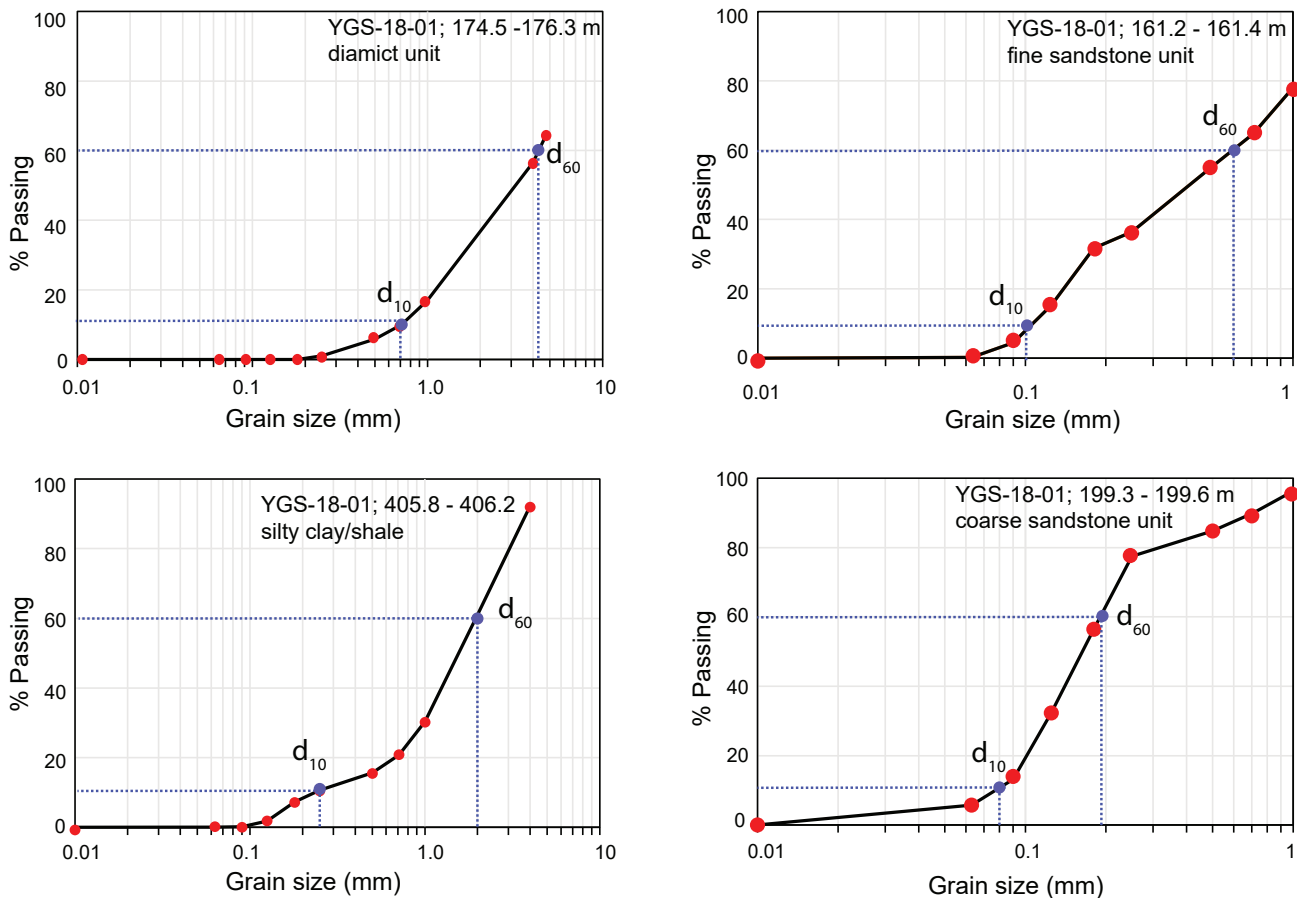 100
80
60
40
20
0
% Passing
YGS-18-01; 174.5 -176.3 m
diamict unit
d60
d10
0.01
0.1
1.0
10
Grain size (mm)
100
80
60
40
20
0
% Passing
YGS-18-01; 161.2 - 161.4 m
fine sandstone unit
d60
d10
0.01
0.1
1
Grain size (mm)
100
80
60
40
20
0
% Passing
YGS-18-01; 405.8 - 406.2
silty clay/shale
d60
d10
0.01
0.1
1.0
10
Grain size (mm)
100
80
60
40
20
0
% Passing
YGS-18-01; 199.3 - 199.6 m
coarse sandstone unit
d60
d10
0.01
0.1
1
Grain size (mm)